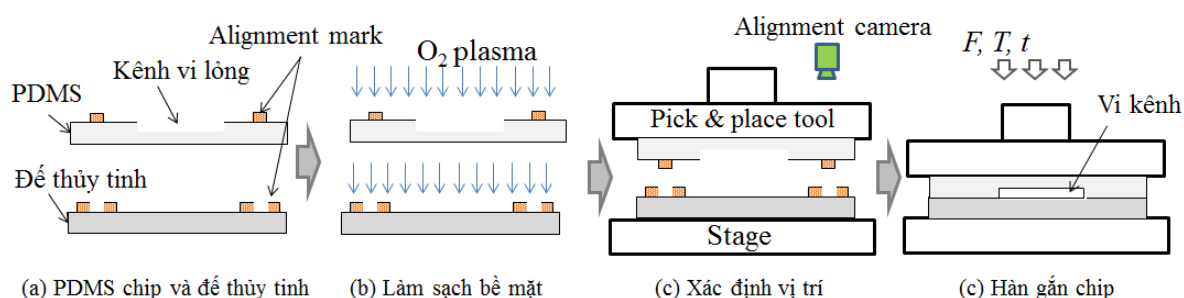 Alignment mark
Kênh vi lỏng
PDMS
Đế thủy tinh
O2 plasma
Alignment camera
Pick & place tool
Stage
F, T, t
Vi kênh
(a) PDMS chip và đế thủy tinh
(b) Làm sạch bề mặt
(c) Xác định vị trí
(c) Hàn gắn chip